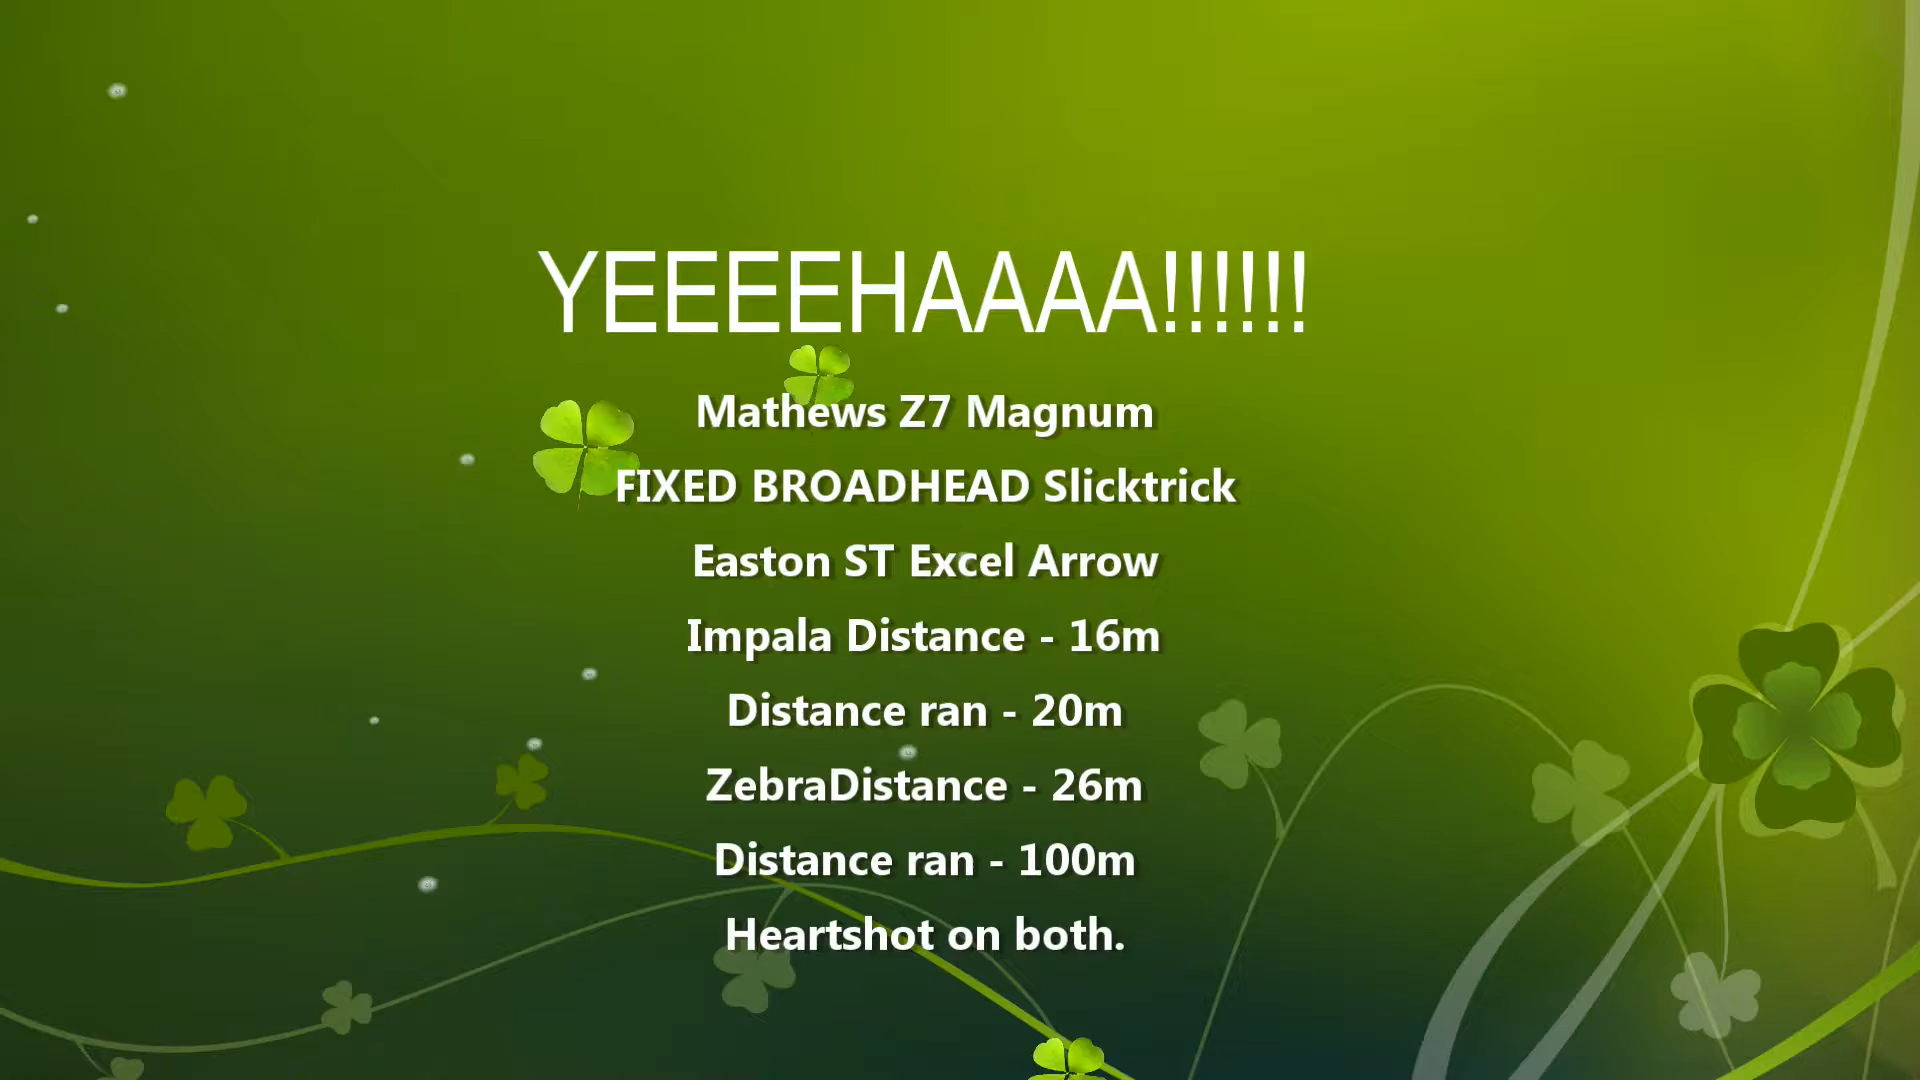 YEEEEHAAAA!!!!!!
Mathews Z7 Magnum
FIXED BROADHEAD Slicktrick
Easton ST Excel Arrow
Impala Distance - 16m
Distance ran - 20m
ZebraDistance - 26m
Distance ran - 100m
Heartshot on both.